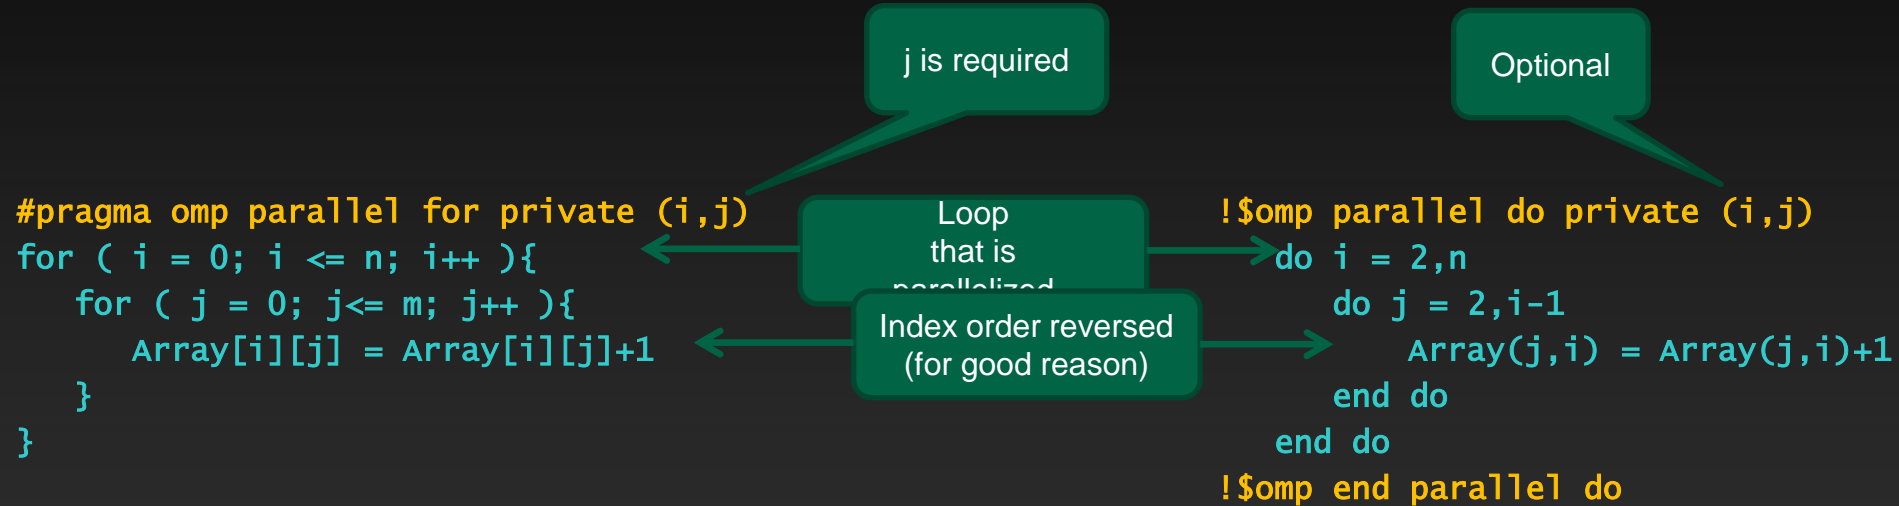 j is required
Optional
#pragma omp parallel for private (i,j)
for ( i = 0; i <= n; i++ ){
for ( j = 0; j<= m; j++ ){
Array[i][j] = Array[i][j]+1
}
}
Loop
that is
parallelized
Index order reversed
(for good reason)
!$omp parallel do private (i,j)
do i = 2,n
do j = 2,i-1
Array(j,i) = Array(j,i)+1
end do
end do
!$omp end parallel do